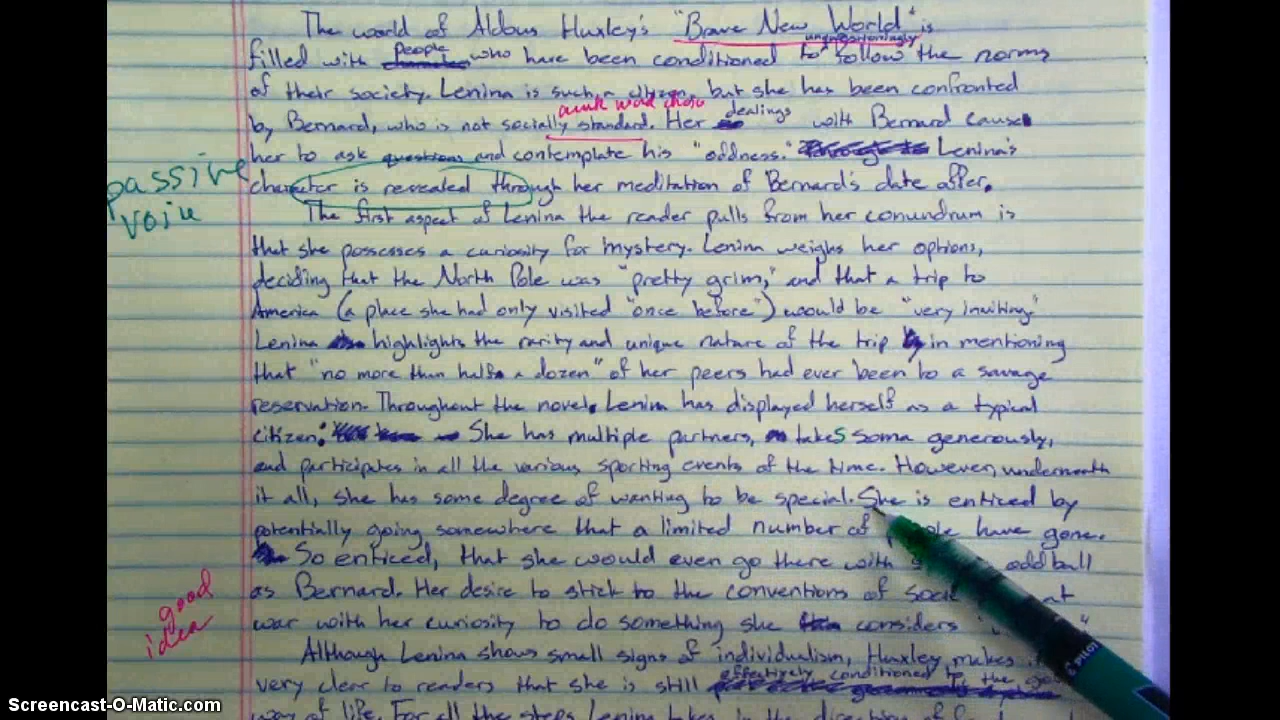 The world of Aldous Huxley's "Brave New World" is
unquestioningly
filled with people who have been conditioned to follow the norms
of their society. Lenina is such a citizen, but she has been confronted
awk word choice
by Bernard, who is not socially standard. Her dealings with Bernard cause
her to ask questions and contemplate his "oddness." Lenina's
passive
voice
character is revealed through her meditation of Bernard's date offer.
The first aspect of Lenina the reader pulls from her conundrum is
that she possesses a curiosity for mystery. Lenina weighs her options,
deciding that the North Pole was "pretty grim," and that a trip to
America (a place she had only visited "once before") would be "very inviting."
Lenina highlights the rarity and unique nature of the trip in mentioning
that "no more than half a dozen" of her peers had ever been to a savage
reservation. Throughout the novel, Lenina has displayed herself as a typical
citizen: She has multiple partners, takes soma generously,
and participates in all the various sporting events of the time. However, underneath
it all, she has some degree of wanting to be special. She is enticed by
potentially going somewhere that a limited number of have gone.
So enticed, that she would even go there with oddball
good
idea
as Bernard. Her desire to stick to the conventions of at
war with her curiosity to do something she considers
Although Lenina shows small signs of individualism, Huxley makes
effectively conditioned to the
very clear to readers that she is still
way of life. For all the steps Lenina takes in the direction of
PILOT
Screencast-O-Matic.com